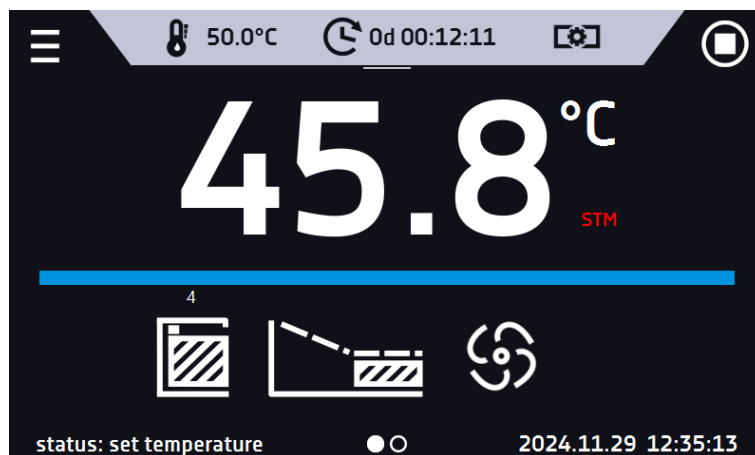 50.0°C 0d 00:12:11
45.8 °C
STM
4
status: set temperature 2024.11.29 12:35:13